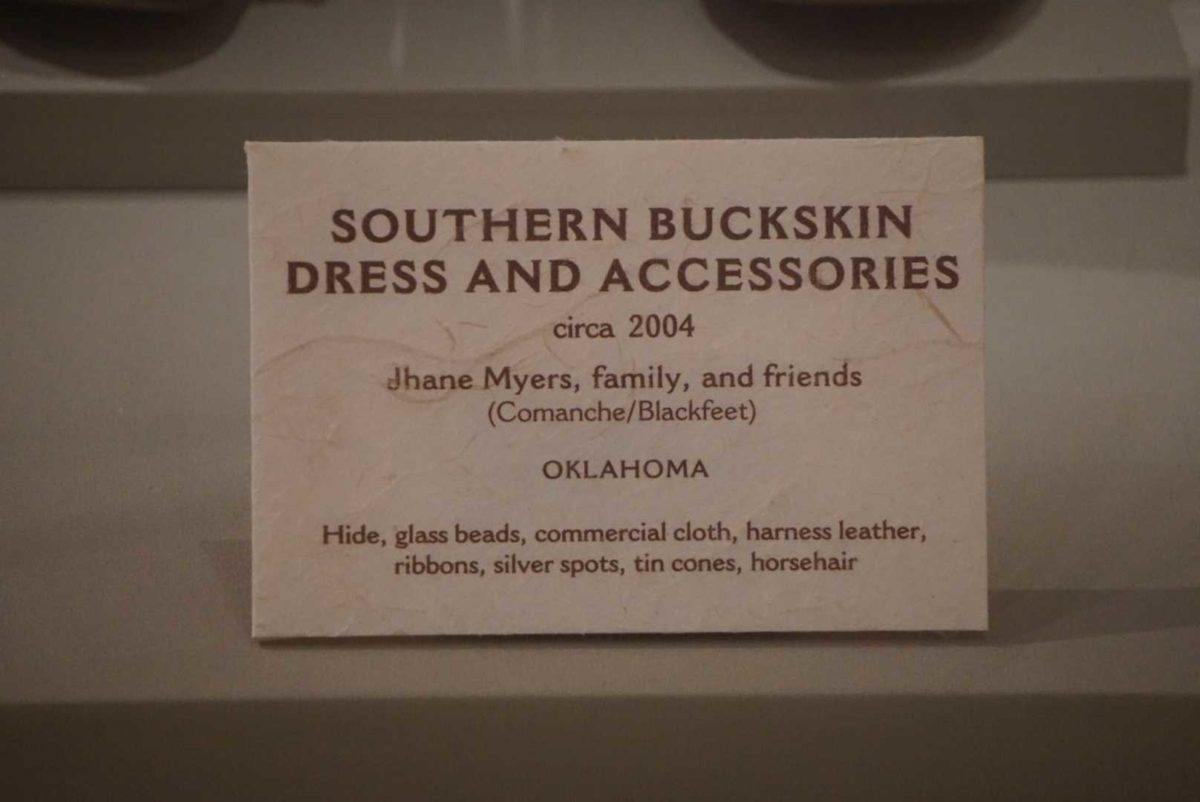 SOUTHERN BUCKSKIN
DRESS AND ACCESSORIES
circa 2004
Jhane Myers, family, and friends
(Comanche/Blackfeet)
OKLAHOMA
Hide, glass beads, commercial cloth, harness leather,
ribbons, silver spots, tin cones, horsehair